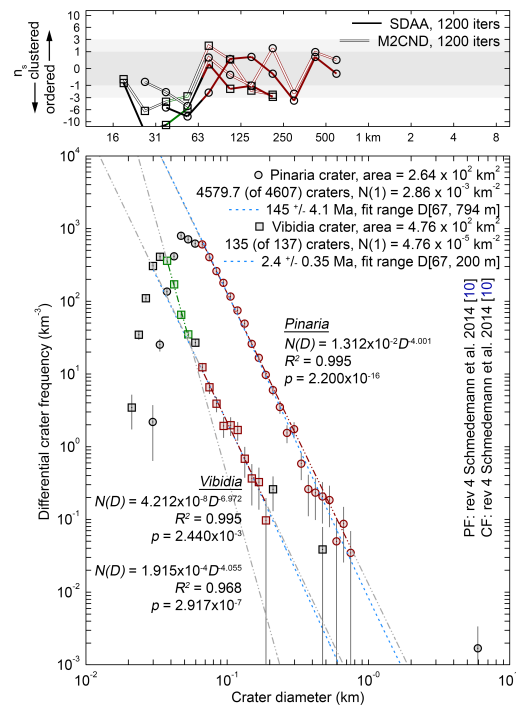 10
5
3
1
0
-1
-3
-5
-10
n_s
clustered
ordered
SDAA, 1200 iters
M2CND, 1200 iters
16 31 63 125 250 500 1 km 2 4 8
10^4
10^3
10^2
10^1
10^0
10^-1
10^-2
10^-3
Differential crater frequency (km^-3)
Pinaria crater, area = 2.64 x 10^2 km^2
4579.7 (of 4607) craters, N(1) = 2.86 x 10^-3 km^-2
145 +/- 4.1 Ma, fit range D[67, 794 m]
Vibidia crater, area = 4.76 x 10^2 km^2
135 (of 137) craters, N(1) = 4.76 x 10^-5 km^-2
2.4 +/- 0.35 Ma, fit range D[67, 200 m]
Pinaria
N(D) = 1.312x10^-2D^-4.001
R^2 = 0.995
p = 2.200x10^-16
Vibidia
N(D) = 4.212x10^-8D^-6.972
R^2 = 0.995
p = 2.440x10^-3
N(D) = 1.915x10^-4D^-4.055
R^2 = 0.968
p = 2.917x10^-7
PF: rev 4 Schmedemann et al. 2014 [10]
CF: rev 4 Schmedemann et al. 2014 [10]
10^-2 10^-1 10^0 10^1
Crater diameter (km)